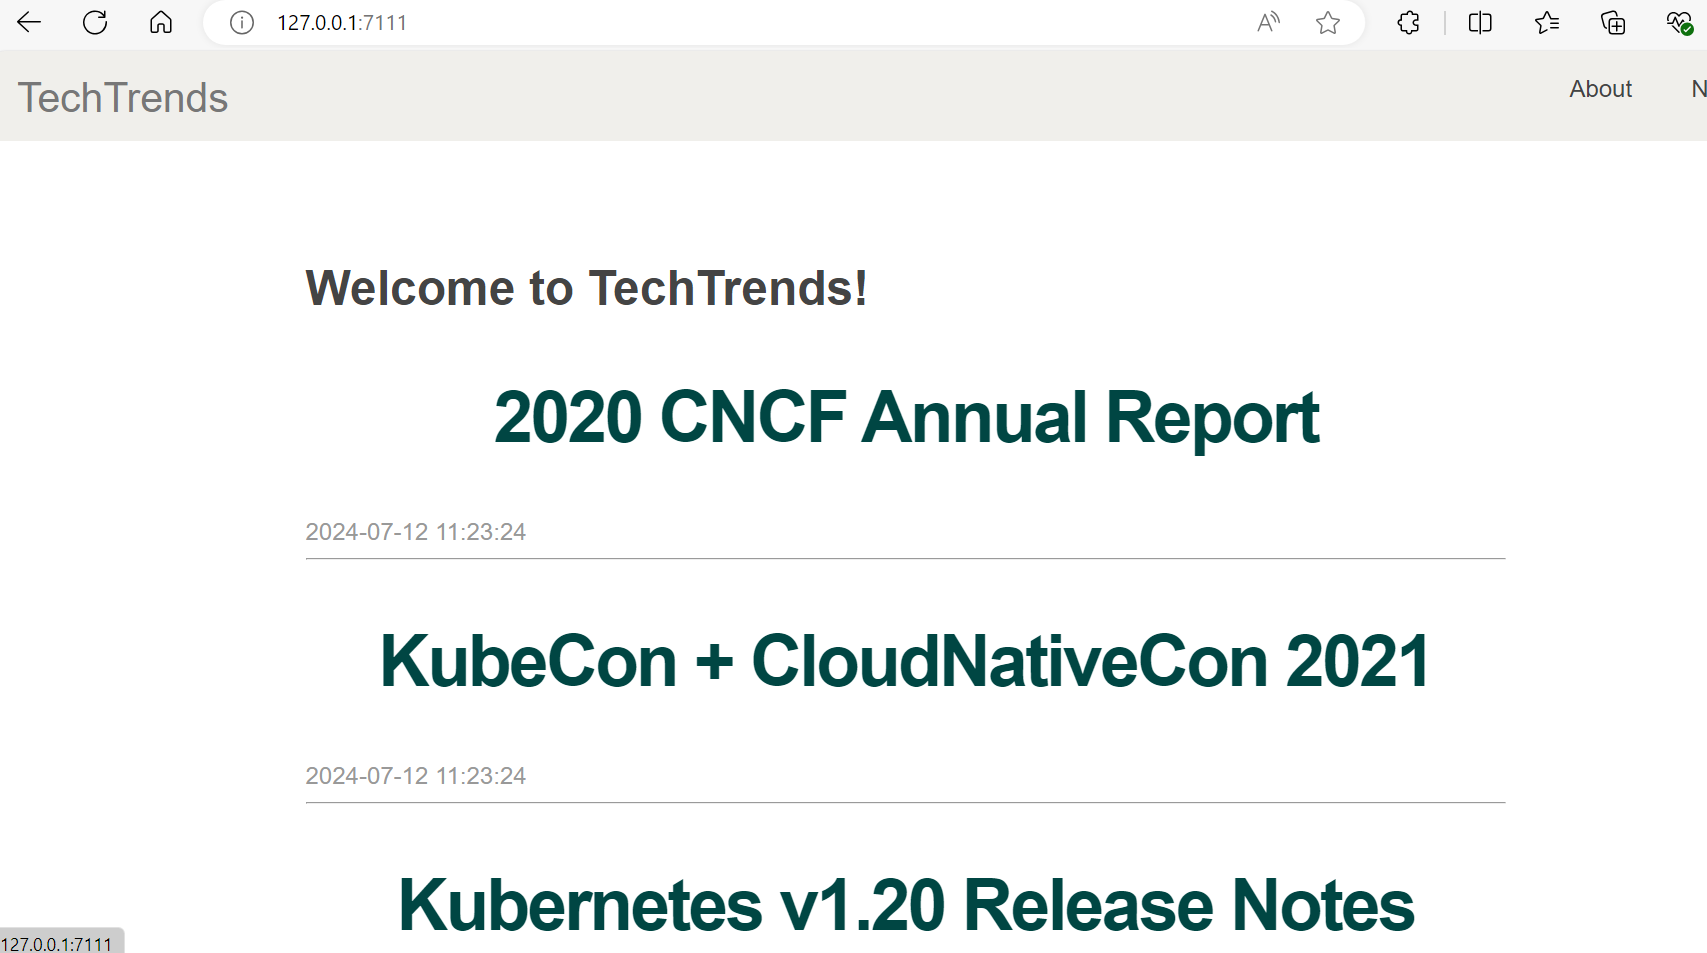 127.0.0.1:7111
TechTrends
About
N
Welcome to TechTrends!
2020 CNCF Annual Report
2024-07-12 11:23:24
KubeCon + CloudNativeCon 2021
2024-07-12 11:23:24
Kubernetes v1.20 Release Notes
127.0.0.1:7111